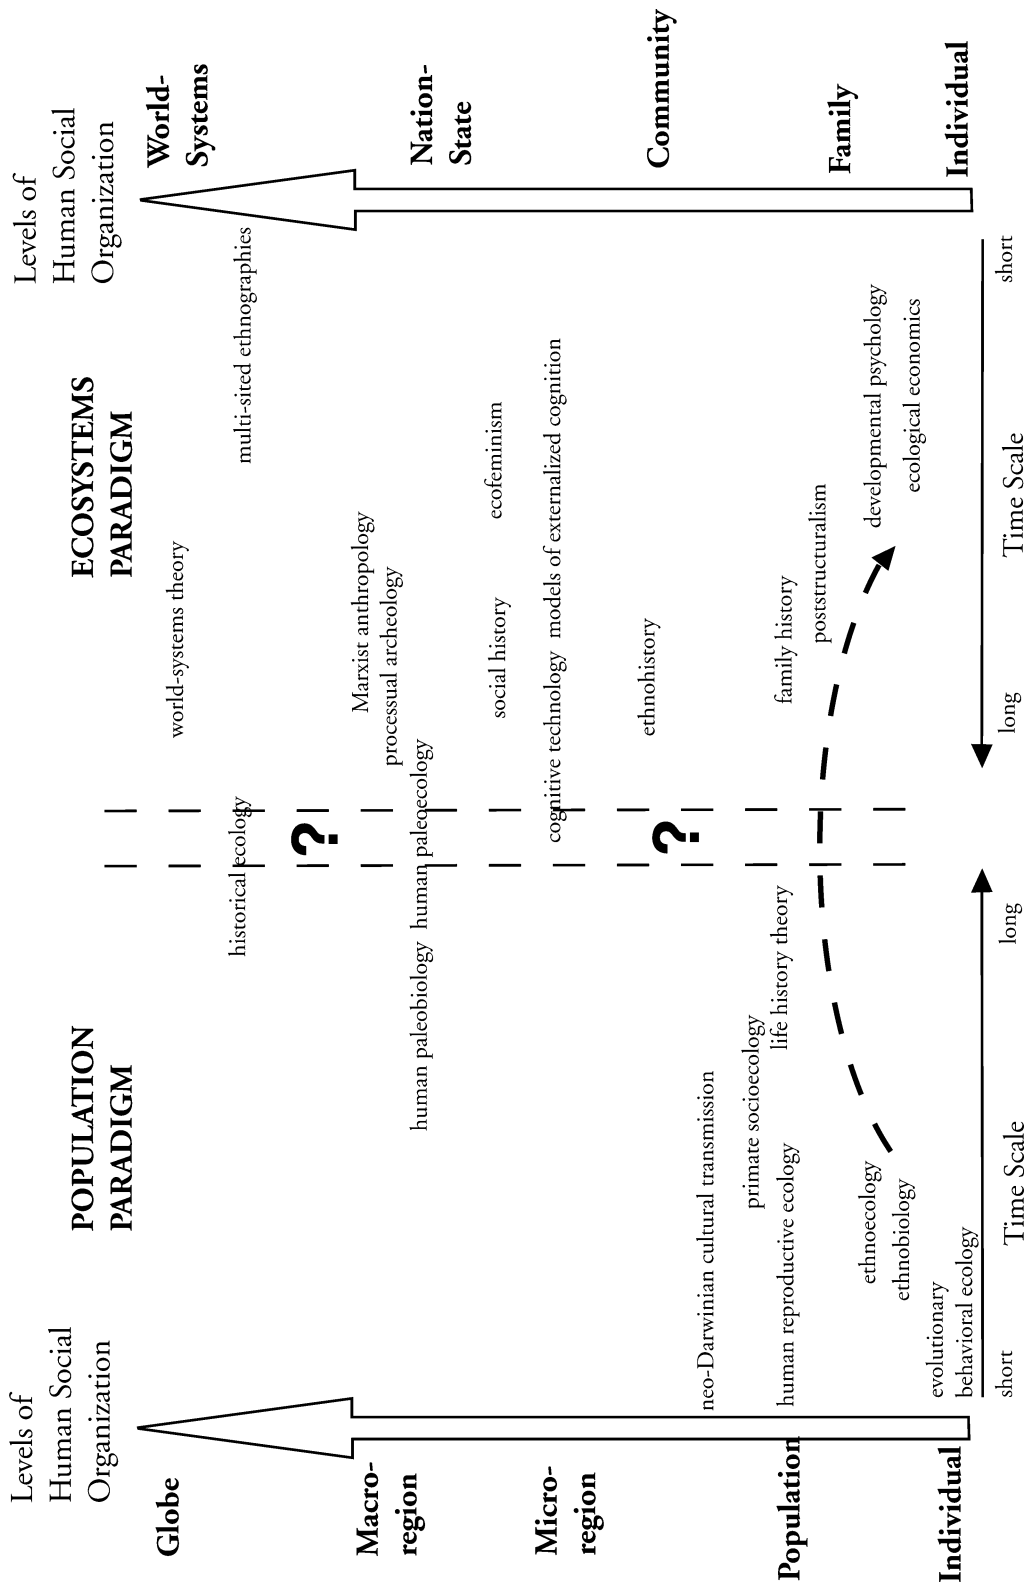 Levels of
Human Social
Organization
POPULATION
PARADIGM
ECOSYSTEMS
PARADIGM
Levels of
Human Social
Organization
Globe
Macro-
region
Micro-
region
Population
Individual
historical ecology
?
human paleobiology
human paleoecology
neo-Darwinian cultural transmission
primate socioecology
life history theory
human reproductive ecology
ethnoecology
ethnobiology
evolutionary
behavioral ecology
world-systems theory
multi-sited ethnographies
Marxist anthropology
processual archeology
social history
ecofeminism
cognitive technology
models of externalized cognition
ethnohistory
?
family history
poststructuralism
developmental psychology
ecological economics
World-
Systems
Nation-
State
Community
Family
Individual
short
Time Scale
long
long
Time Scale
short